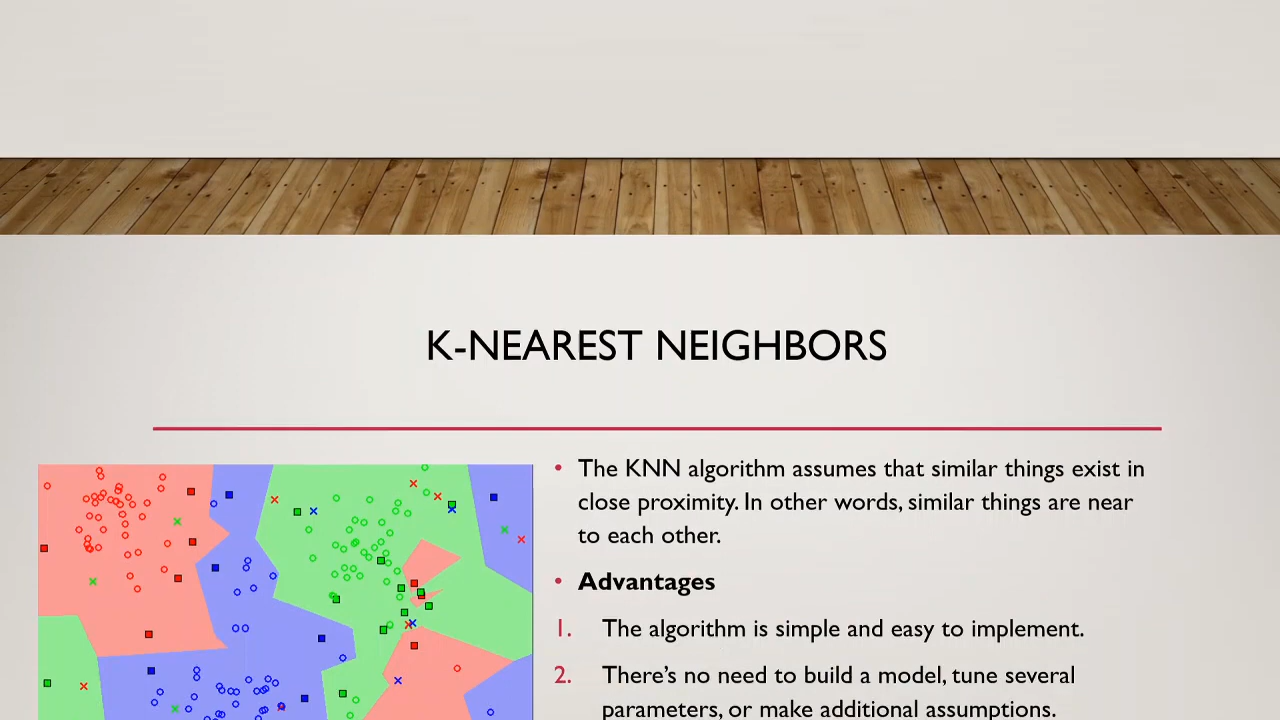 K-NEAREST NEIGHBORS
• The KNN algorithm assumes that similar things exist in
close proximity. In other words, similar things are near
to each other.
• Advantages
1. The algorithm is simple and easy to implement.
2. There’s no need to build a model, tune several
parameters, or make additional assumptions.